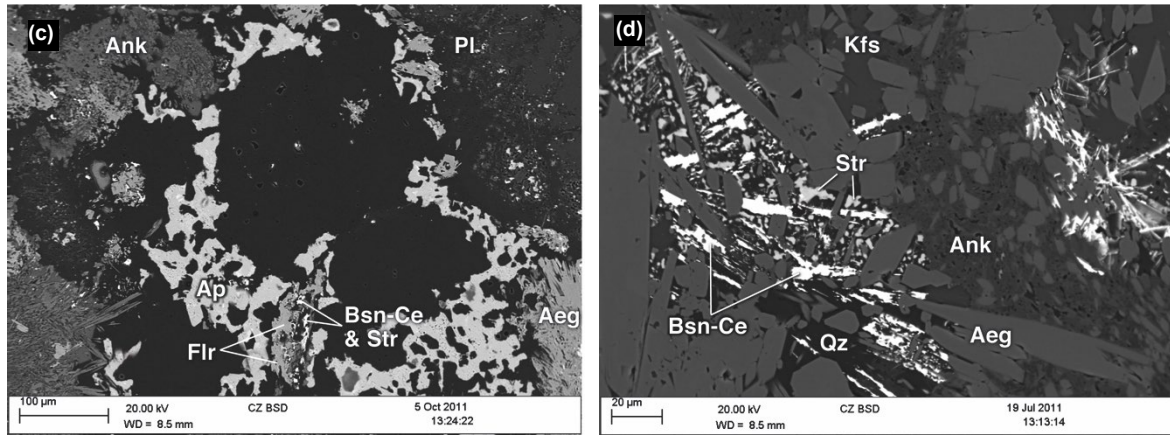 (c)
Ank
Pl
Ap
Aeg
Bsn-Ce
& Str
Flr
100 µm
20.00 kV
WD = 8.5 mm
CZ BSD
5 Oct 2011
13:24:22
(d)
Kfs
Str
Ank
Bsn-Ce
Aeg
Qz
20 µm
20.00 kV
WD = 8.5 mm
CZ BSD
19 Jul 2011
13:13:14